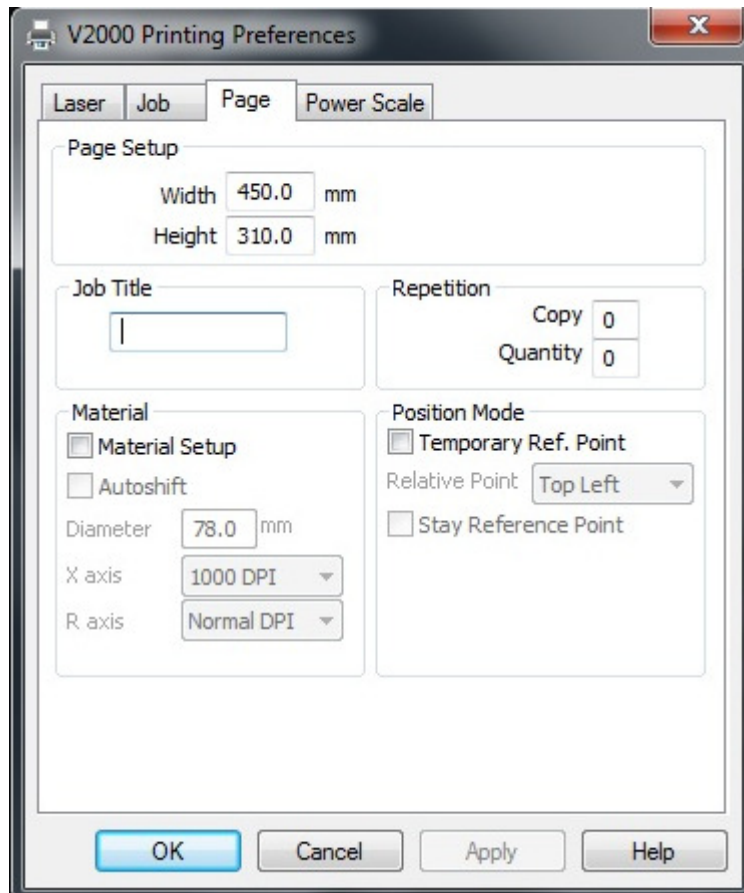 V2000 Printing Preferences
Laser Job Page Power Scale
Page Setup
Width 450.0 mm
Height 310.0 mm
Job Title
Repetition
Copy 0
Quantity 0
Material
Material Setup
Autoshift
Diameter 78.0 mm
X axis 1000 DPI
R axis Normal DPI
Position Mode
Temporary Ref. Point
Relative Point Top Left
Stay Reference Point
OK Cancel Apply Help